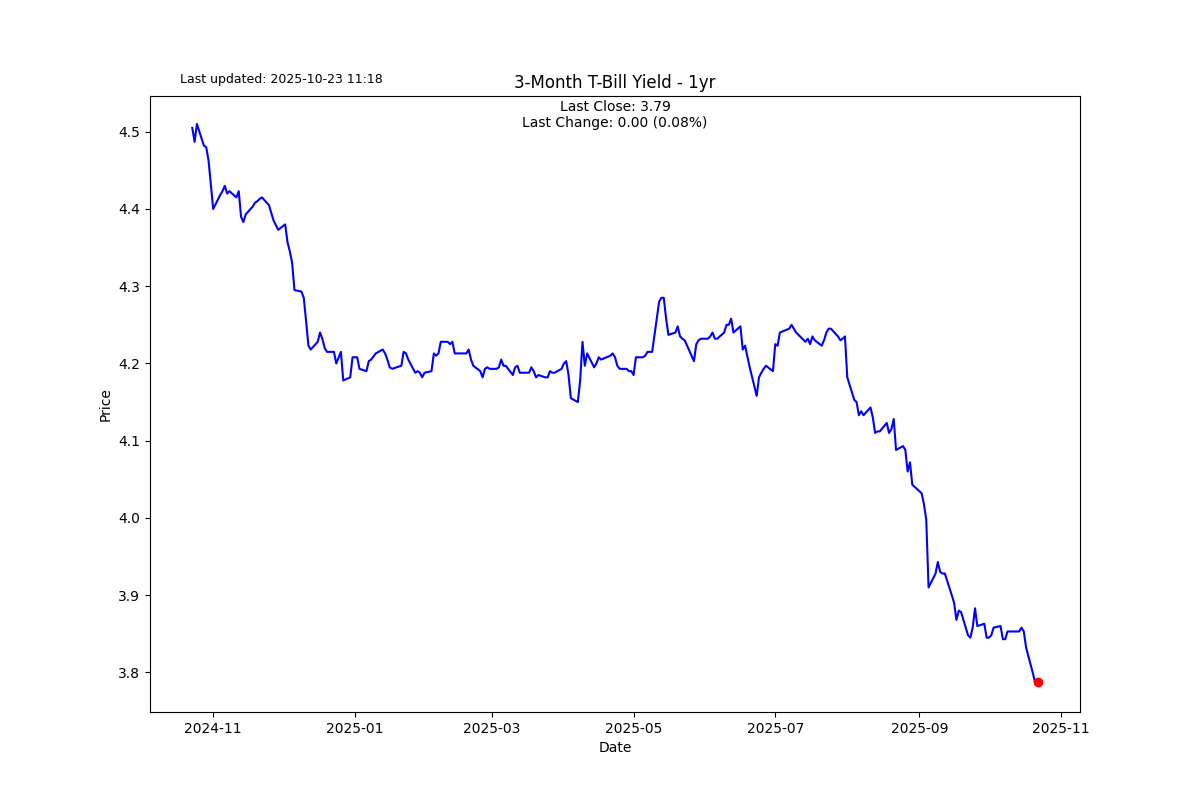 Last updated: 2025-10-23 11:18
3-Month T-Bill Yield - 1yr
Last Close: 3.79
Last Change: 0.00 (0.08%)
Price
4.5
4.4
4.3
4.2
4.1
4.0
3.9
3.8
2024-11
2025-01
2025-03
2025-05
2025-07
2025-09
2025-11
Date